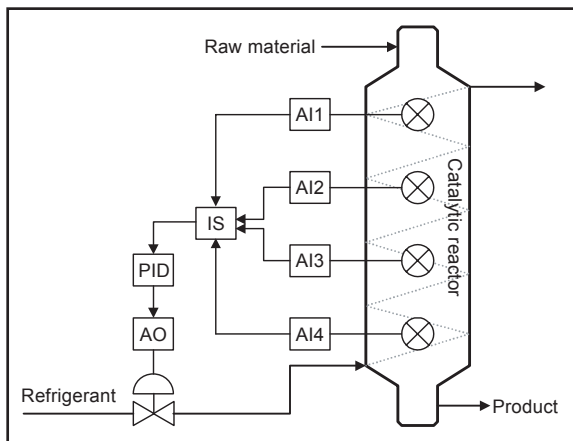 Raw material
AI1
AI2
IS
AI3
PID
AO
AI4
Catalytic reactor
Refrigerant
Product